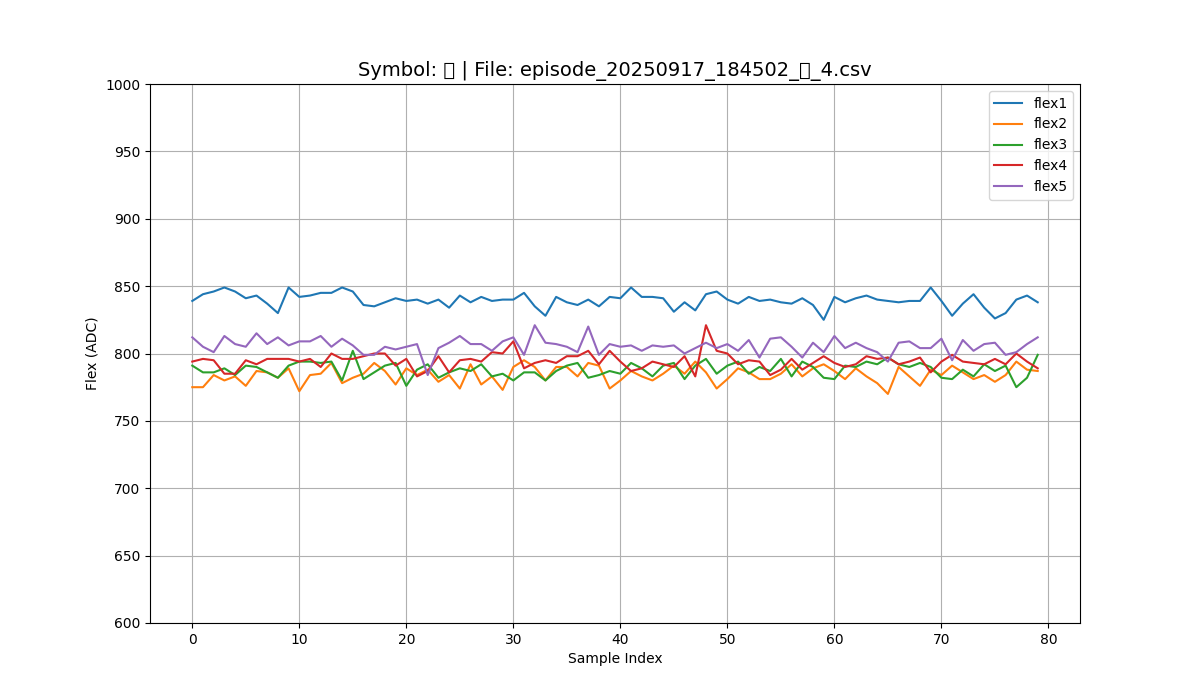 Symbol: | File: episode_20250917_184502_
_4.csv
1000
950
900
850
800
750
700
650
600
Flex (ADC)
0 10 20 30 40 50 60 70 80
Sample Index
flex1
flex2
flex3
flex4
flex5